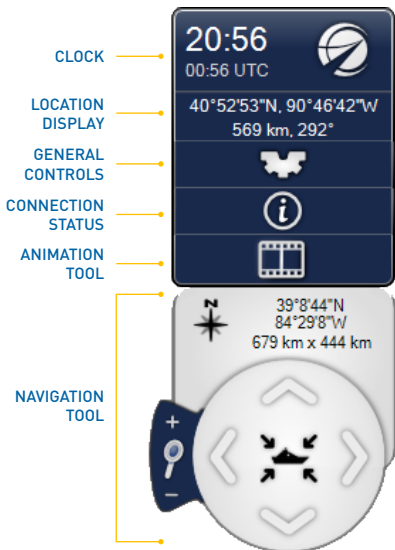 20:56
00:56 UTC
CLOCK
LOCATION
DISPLAY
40°52'53"N, 90°46'42"W
569 km, 292°
GENERAL
CONTROLS
CONNECTION
STATUS
i
ANIMATION
TOOL
N
39°8'44"N
84°29'8"W
679 km x 444 km
NAVIGATION
TOOL
+
−